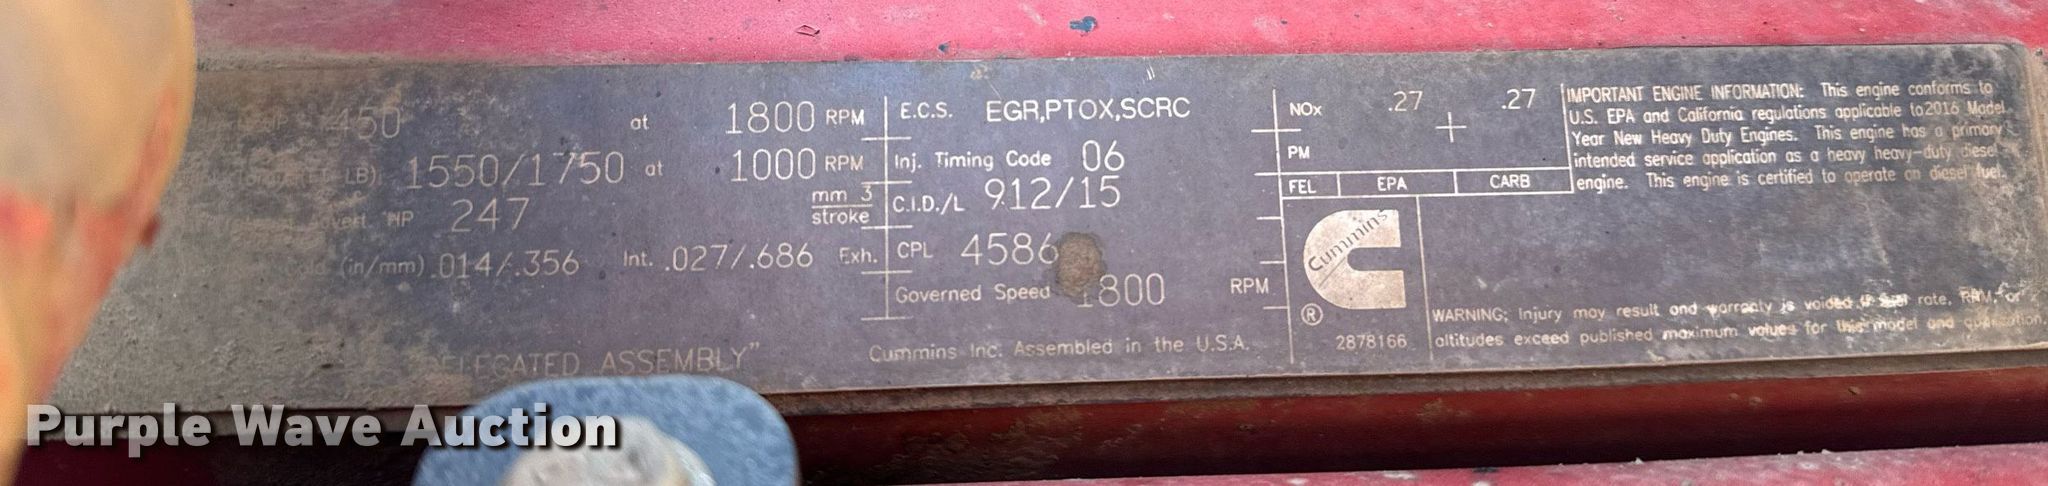 450 at 1800 RPM
1550/1750 at 1000 RPM
HP 247 mm 3
stroke
(in/mm) .014/.356 Int. .027/.686 Exh.
ASSEMBLY"
E.C.S. EGR,PTOX,SCRC
Inj. Timing Code 06
C.I.D./L 912/15
CPL 4586
Governed Speed 1800 RPM
Cummins Inc. Assembled in the U.S.A.
NOx .27 .27
PM
FEL EPA CARB
Cummins
®
2878166
IMPORTANT ENGINE INFORMATION: This engine conforms to
U.S. EPA and California regulations applicable to 2016 Model
Year New Heavy Duty Engines. This engine has a primary
intended service application as a heavy heavy-duty diesel
engine. This engine is certified to operate on diesel fuel.
WARNING; Injury may result and warranty is voided if fuel rate, RPM, or
altitudes exceed published maximum values for this model and
Purple Wave Auction